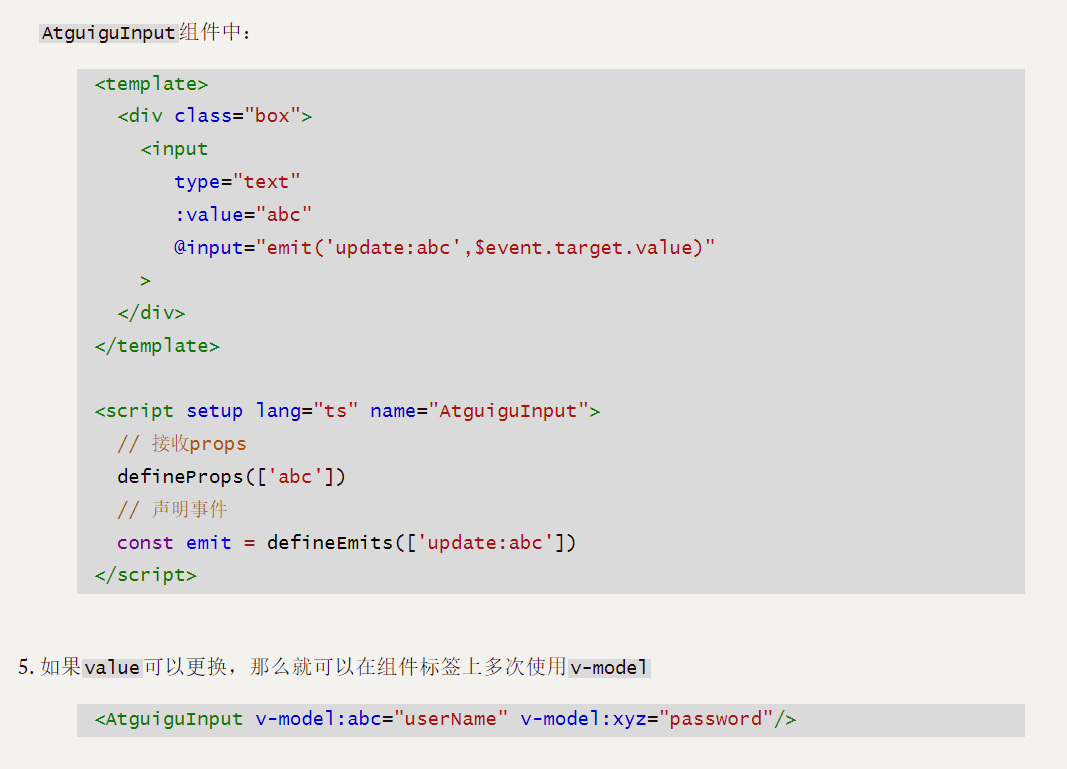 AtguiguInput组件中：
<template>
  <div class="box">
    <input
       type="text"
       :value="abc"
       @input="emit('update:abc',$event.target.value)"
    >
  </div>
</template>

<script setup lang="ts" name="AtguiguInput">
  // 接收props
  defineProps(['abc'])
  // 声明事件
  const emit = defineEmits(['update:abc'])
</script>
5. 如果value可以更换，那么就可以在组件标签上多次使用v-model
<AtguiguInput v-model:abc="userName" v-model:xyz="password"/>